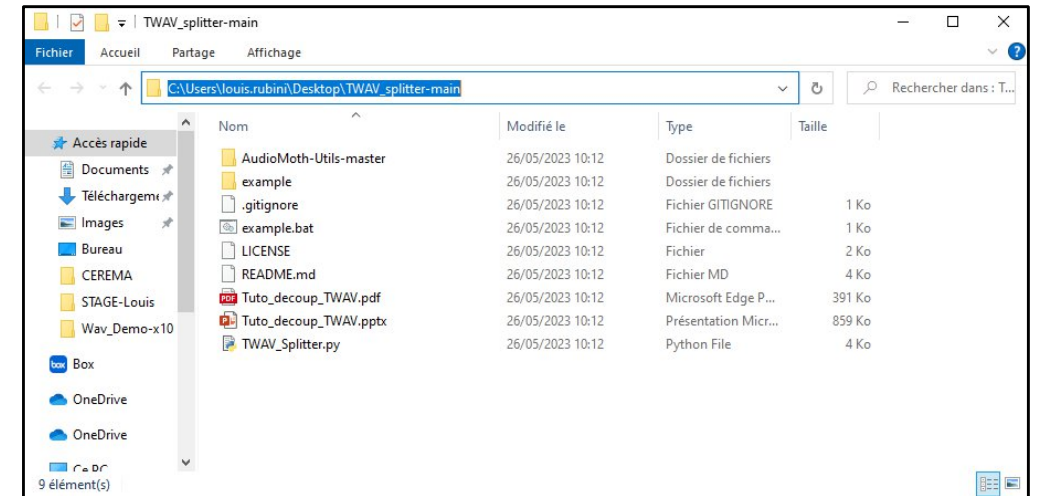 TWAV_splitter-main
Fichier Accueil Partage Affichage
C:\Users\louis.rubini\Desktop\TWAV_splitter-main
Rechercher dans : T...
Nom Modifié le Type Taille
Accès rapide
Documents
Téléchargeme
Images
Bureau
CEREMA
STAGE-Louis
Wav_Demo-x10
Box
OneDrive
OneDrive
Ce PC
AudioMoth-Utils-master 26/05/2023 10:12 Dossier de fichiers
example 26/05/2023 10:12 Dossier de fichiers
.gitignore 26/05/2023 10:12 Fichier GITIGNORE 1 Ko
example.bat 26/05/2023 10:12 Fichier de comma... 1 Ko
LICENSE 26/05/2023 10:12 Fichier 2 Ko
README.md 26/05/2023 10:12 Fichier MD 4 Ko
PDF Tuto_decoup_TWAV.pdf 26/05/2023 10:12 Microsoft Edge P... 391 Ko
Tuto_decoup_TWAV.pptx 26/05/2023 10:12 Présentation Micr... 859 Ko
TWAV_Splitter.py 26/05/2023 10:12 Python File 4 Ko
9 élément(s)